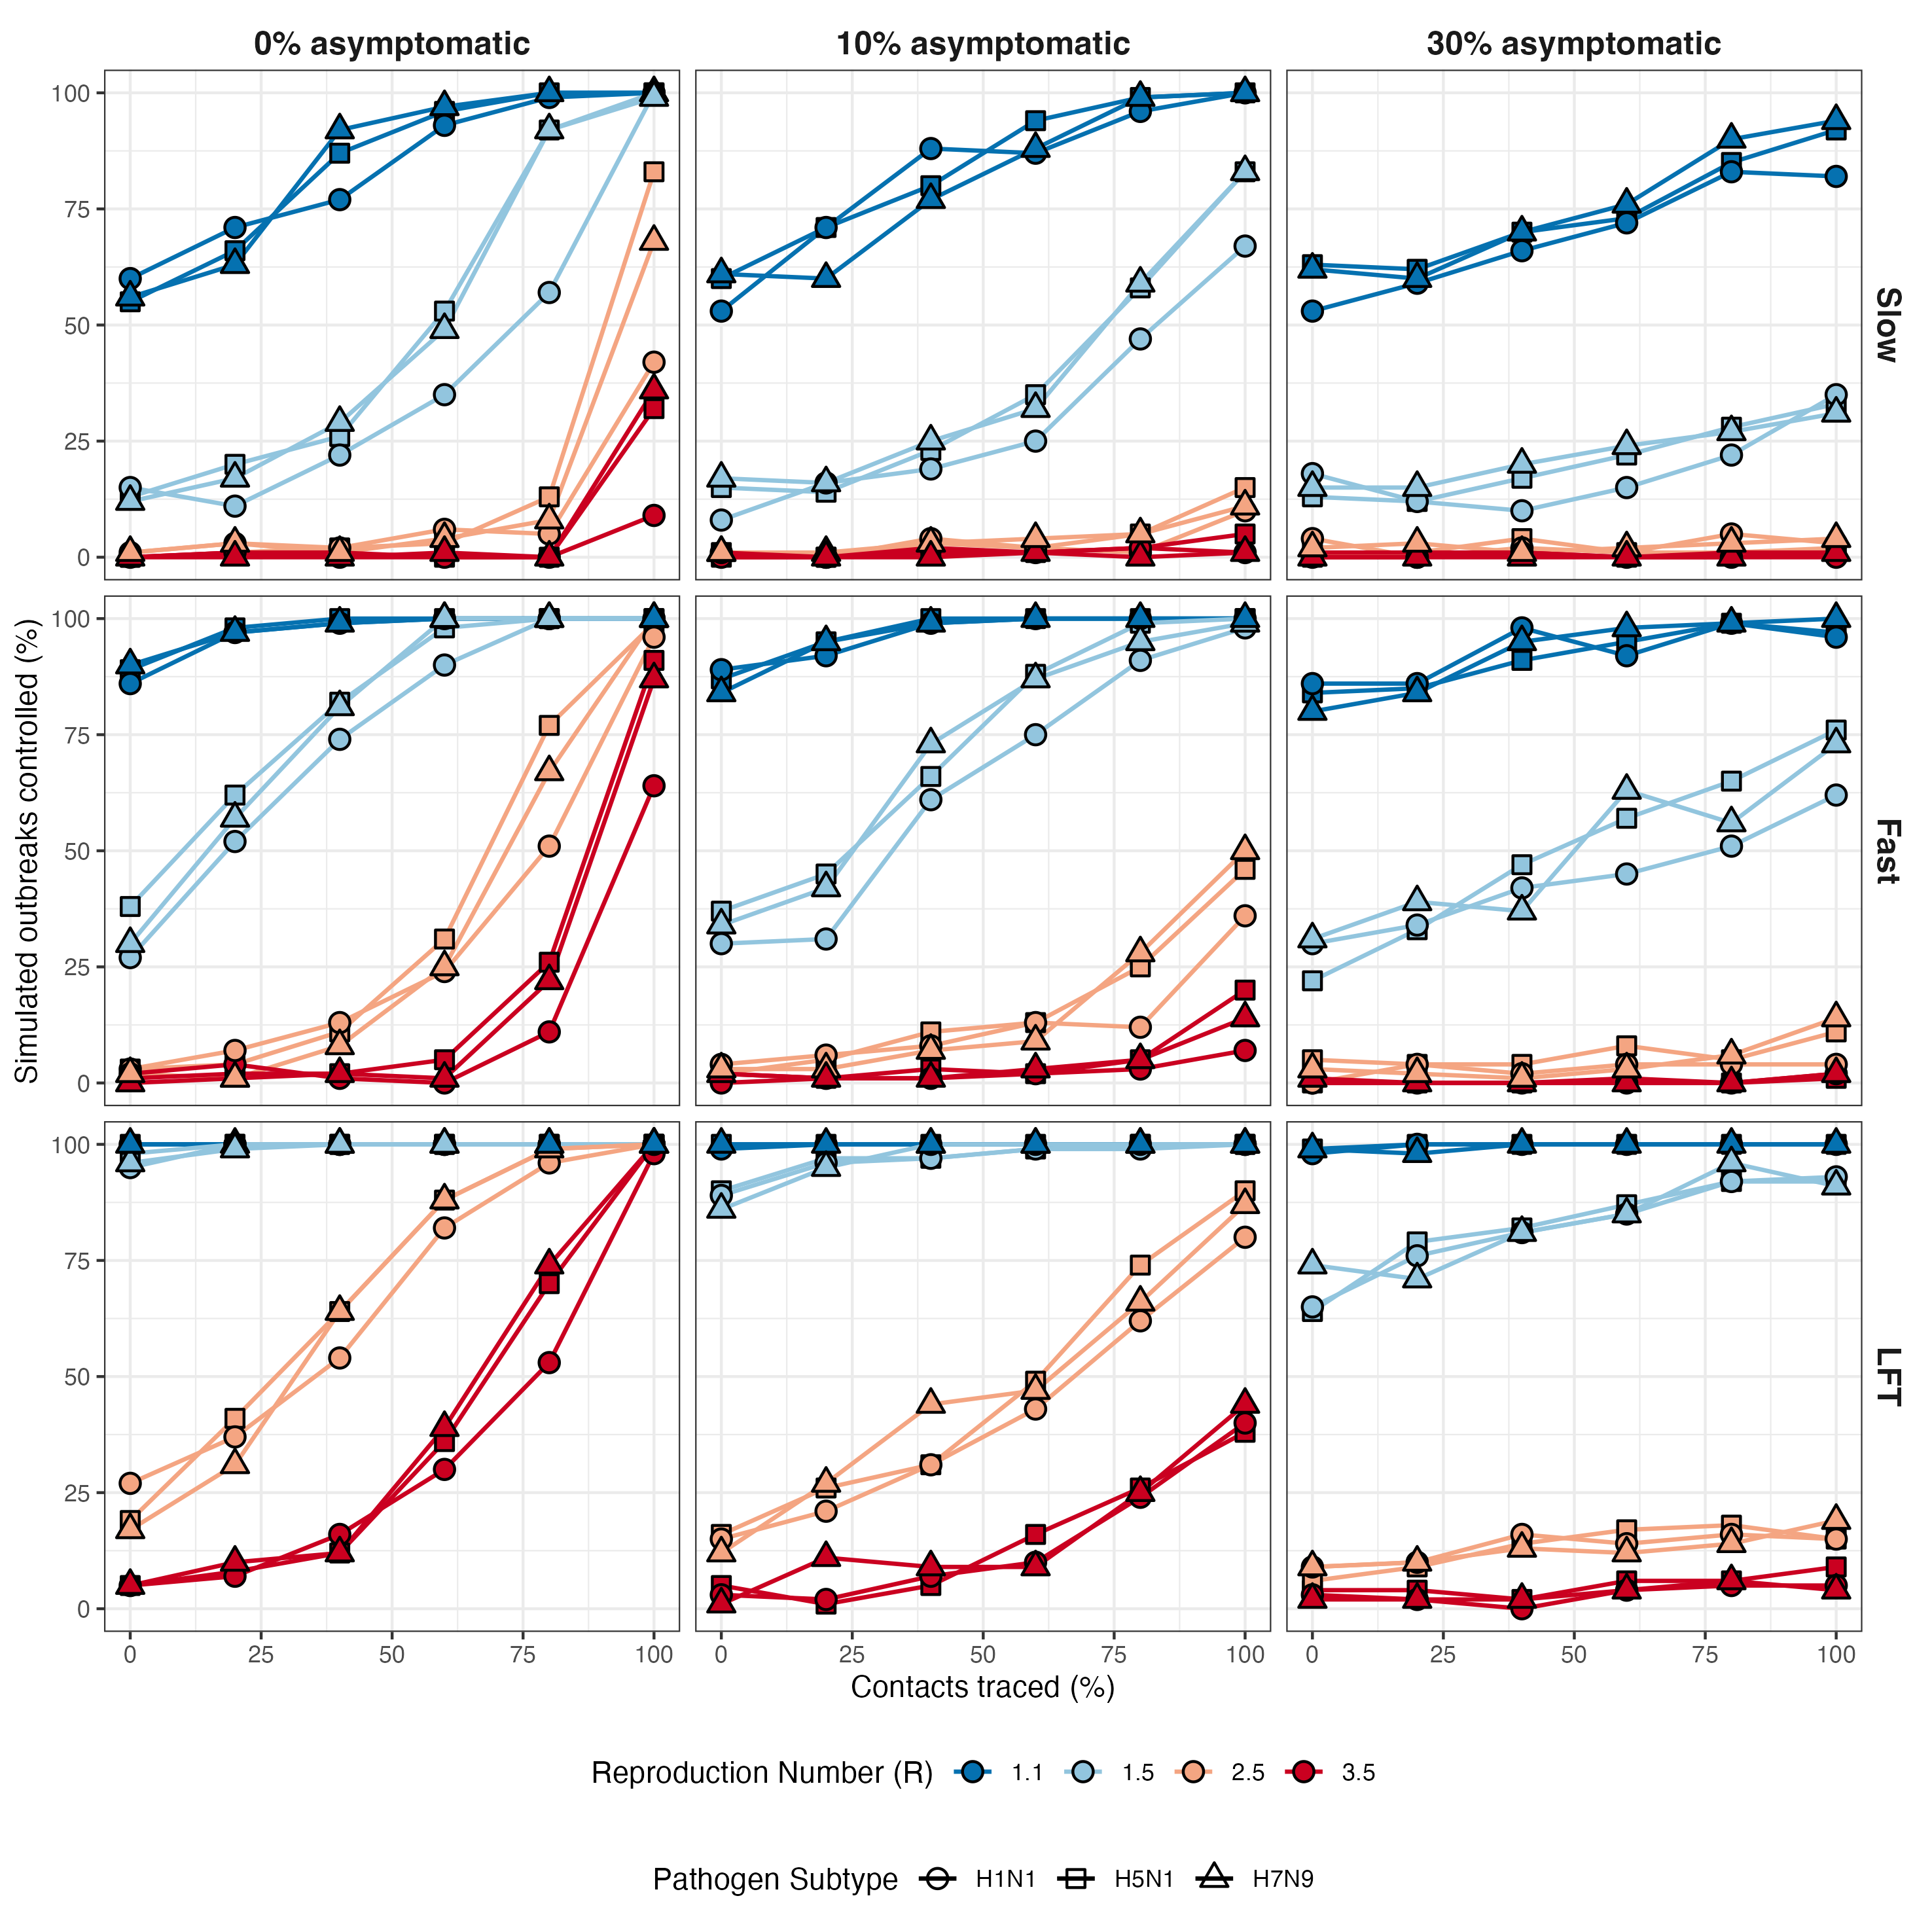 0% asymptomatic 10% asymptomatic 30% asymptomatic
Simulated outbreaks controlled (%)
100
75
50
25
0
Slow
100
75
50
25
0
Fast
100
75
50
25
0
LFT
0 25 50 75 100 0 25 50 75 100 0 25 50 75 100
Contacts traced (%)
Reproduction Number (R) 1.1 1.5 2.5 3.5
Pathogen Subtype H1N1 H5N1 H7N9